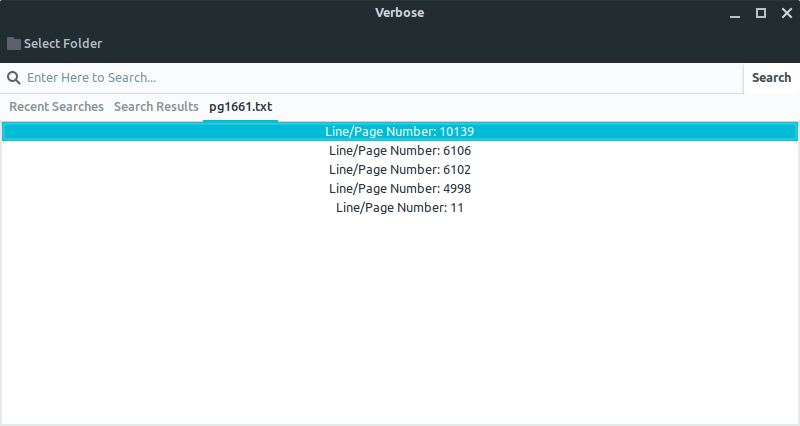 Verbose
Select Folder
Enter Here to Search... Search
Recent Searches Search Results pg1661.txt
Line/Page Number: 10139
Line/Page Number: 6106
Line/Page Number: 6102
Line/Page Number: 4998
Line/Page Number: 11